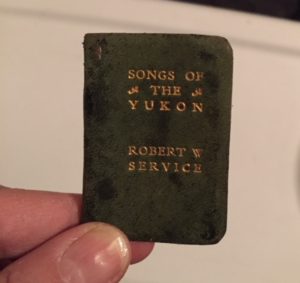 SONGS OF
THE
YUKON
ROBERT W
SERVICE